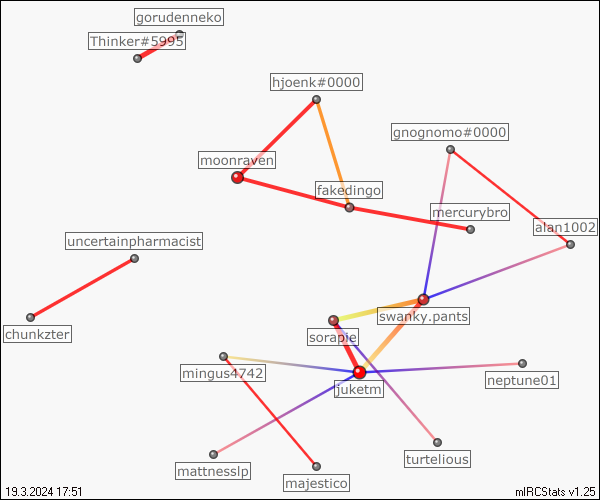 gorudenneko
Thinker#5995
hjoenk#0000
gnognomo#0000
moonraven
fakedingo
mercurybro
alan1002
uncertainpharmacist
swanky.pants
chunkzter
sorapie
mingus4742
neptune01
juketm
turtelious
mattnesslp
majestico
19.3.2024 17:51
mIRCStats v1.25